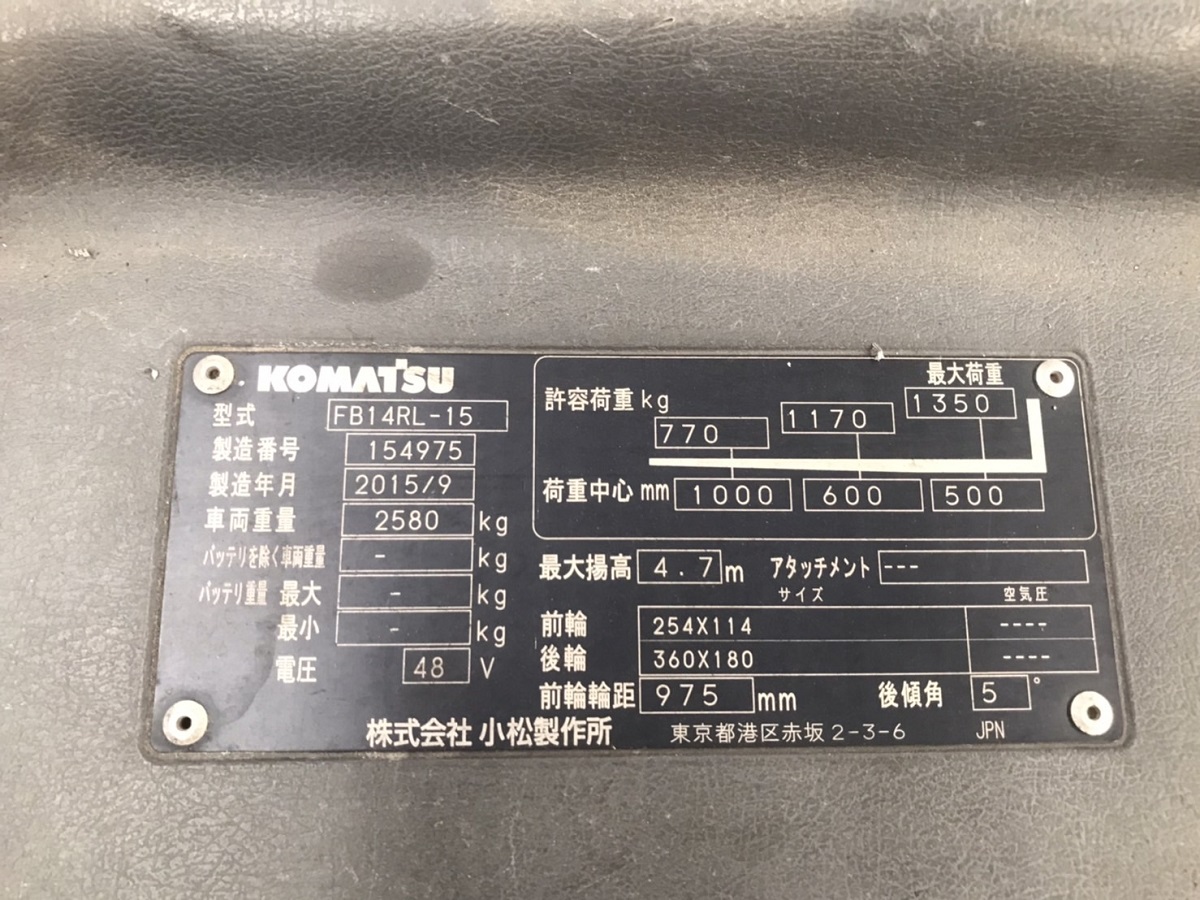 KOMATSU
型式 FB14RL-15
製造番号 154975
製造年月 2015/9
車両重量 2580 kg
バッテリを除く車両重量 - kg
バッテリ重量 最大 - kg
最小 - kg
電圧 48 V
最大荷重
許容荷重 kg 770 1170 1350
荷重中心 mm 1000 600 500
最大揚高 4.7 m アタッチメント ---
サイズ 空気圧
前輪 254X114 ----
後輪 360X180 ----
前輪輪距 975 mm 後傾角 5 °
株式会社 小松製作所 東京都港区赤坂 2-3-6 JPN